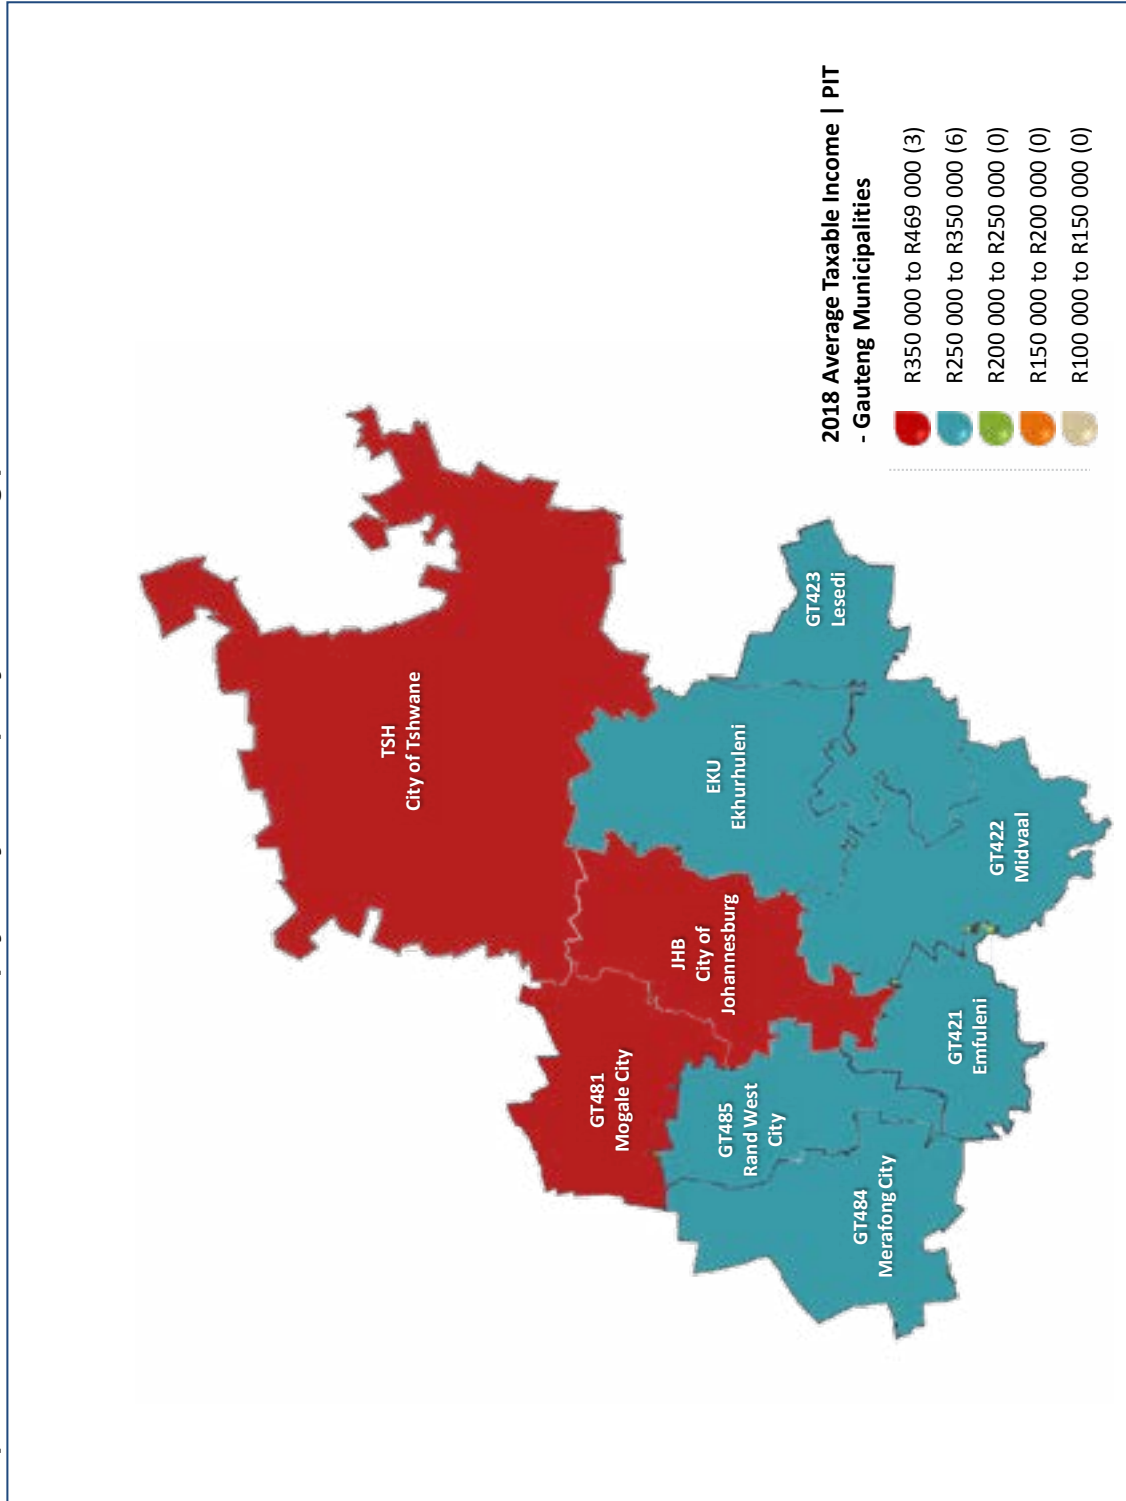 TSH
City of Tshwane
GT481
Mogale City
JHB
City of
Johannesburg
EKU
Ekhurhuleni
GT485
Rand West
City
GT423
Lesedi
GT484
Merafong City
GT421
Emfuleni
GT422
Midvaal
2018 Average Taxable Income | PIT
- Gauteng Municipalities
R350 000 to R469 000 (3)
R250 000 to R350 000 (6)
R200 000 to R250 000 (0)
R150 000 to R200 000 (0)
R100 000 to R150 000 (0)